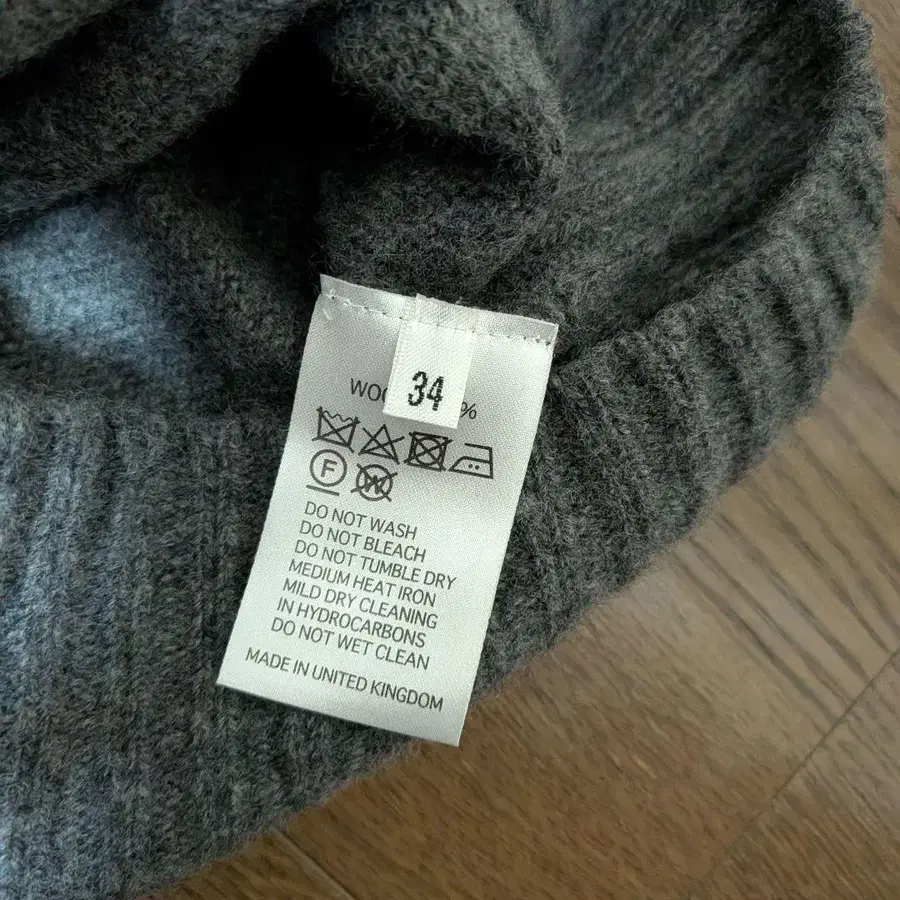 34
%
F
W
DO NOT WASH
DO NOT BLEACH
DO NOT TUMBLE DRY
MEDIUM HEAT IRON
MILD DRY CLEANING
IN HYDROCARBONS
DO NOT WET CLEAN
MADE IN UNITED KINGDOM